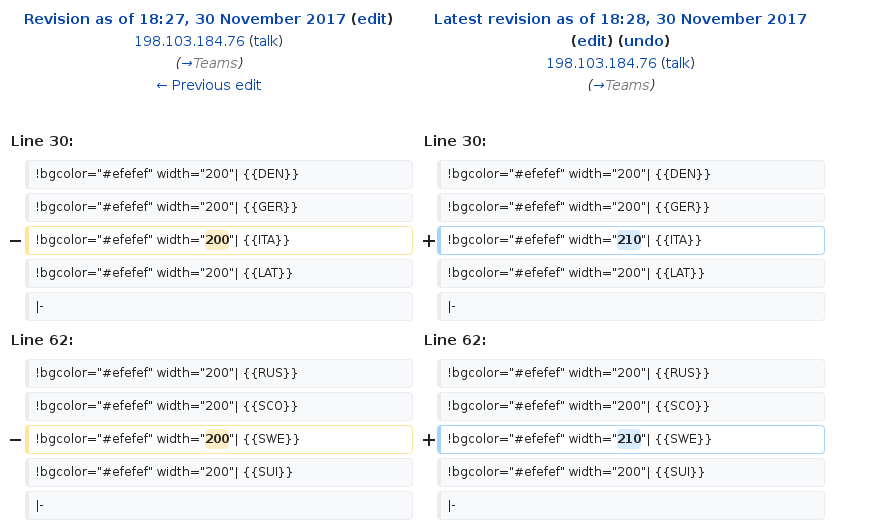 Revision as of 18:27, 30 November 2017 (edit)
198.103.184.76 (talk)
(→Teams)
← Previous edit
Latest revision as of 18:28, 30 November 2017
(edit) (undo)
198.103.184.76 (talk)
(→Teams)
Line 30:
Line 30:
!bgcolor="#efefef" width="200"| {{DEN}}
!bgcolor="#efefef" width="200"| {{DEN}}
!bgcolor="#efefef" width="200"| {{GER}}
!bgcolor="#efefef" width="200"| {{GER}}
− !bgcolor="#efefef" width="200"| {{ITA}}
+ !bgcolor="#efefef" width="210"| {{ITA}}
!bgcolor="#efefef" width="200"| {{LAT}}
!bgcolor="#efefef" width="200"| {{LAT}}
|-
|-
Line 62:
Line 62:
!bgcolor="#efefef" width="200"| {{RUS}}
!bgcolor="#efefef" width="200"| {{RUS}}
!bgcolor="#efefef" width="200"| {{SCO}}
!bgcolor="#efefef" width="200"| {{SCO}}
− !bgcolor="#efefef" width="200"| {{SWE}}
+ !bgcolor="#efefef" width="210"| {{SWE}}
!bgcolor="#efefef" width="200"| {{SUI}}
!bgcolor="#efefef" width="200"| {{SUI}}
|-
|-